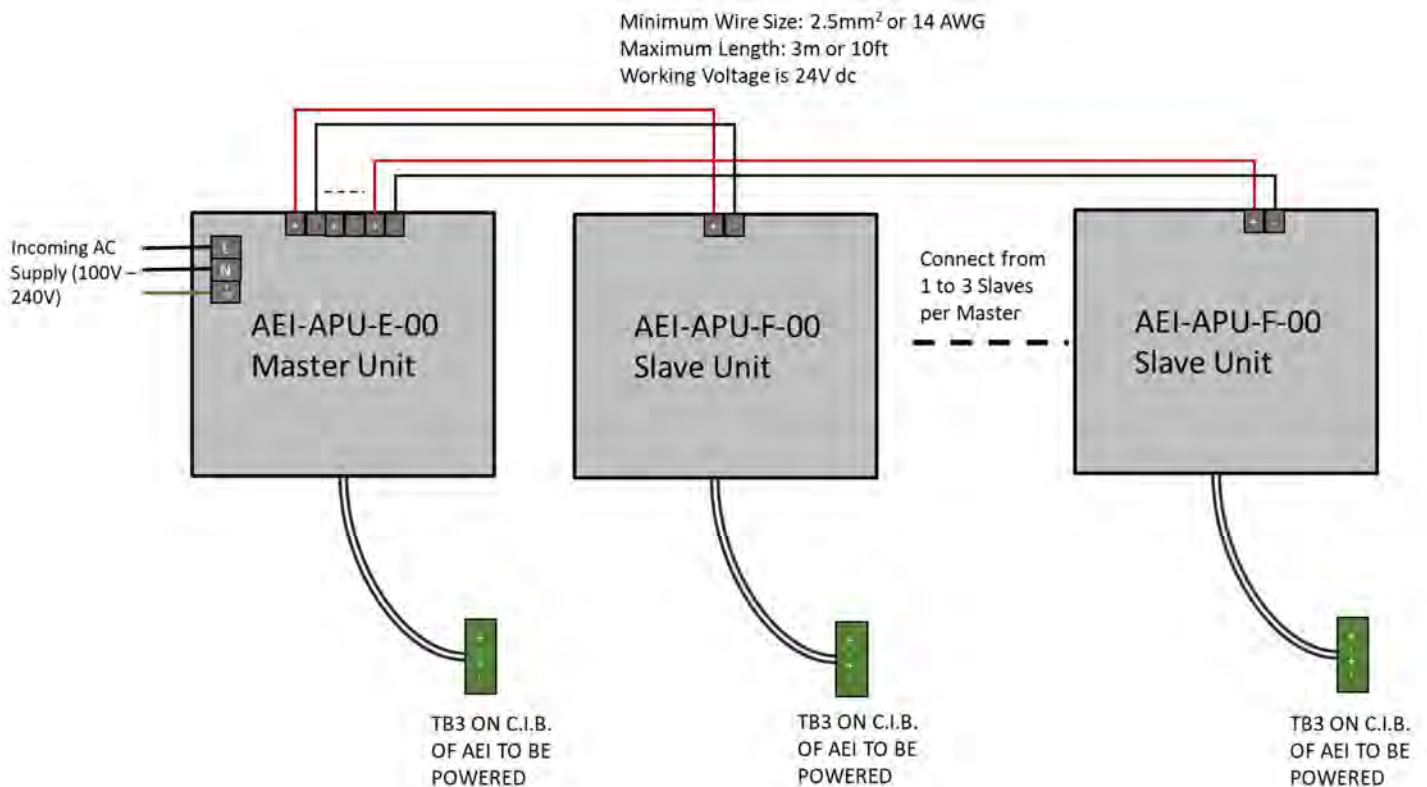 Minimum Wire Size: 2.5mm² or 14 AWG
Maximum Length: 3m or 10ft
Working Voltage is 24V dc
+ - + + -
+ -
+ -
Incoming AC
Supply (100V –
240V)
L
N
AEI-APU-E-00
Master Unit
AEI-APU-F-00
Slave Unit
Connect from
1 to 3 Slaves
per Master
AEI-APU-F-00
Slave Unit
TB3 ON C.I.B.
OF AEI TO BE
POWERED
TB3 ON C.I.B.
OF AEI TO BE
POWERED
TB3 ON C.I.B.
OF AEI TO BE
POWERED